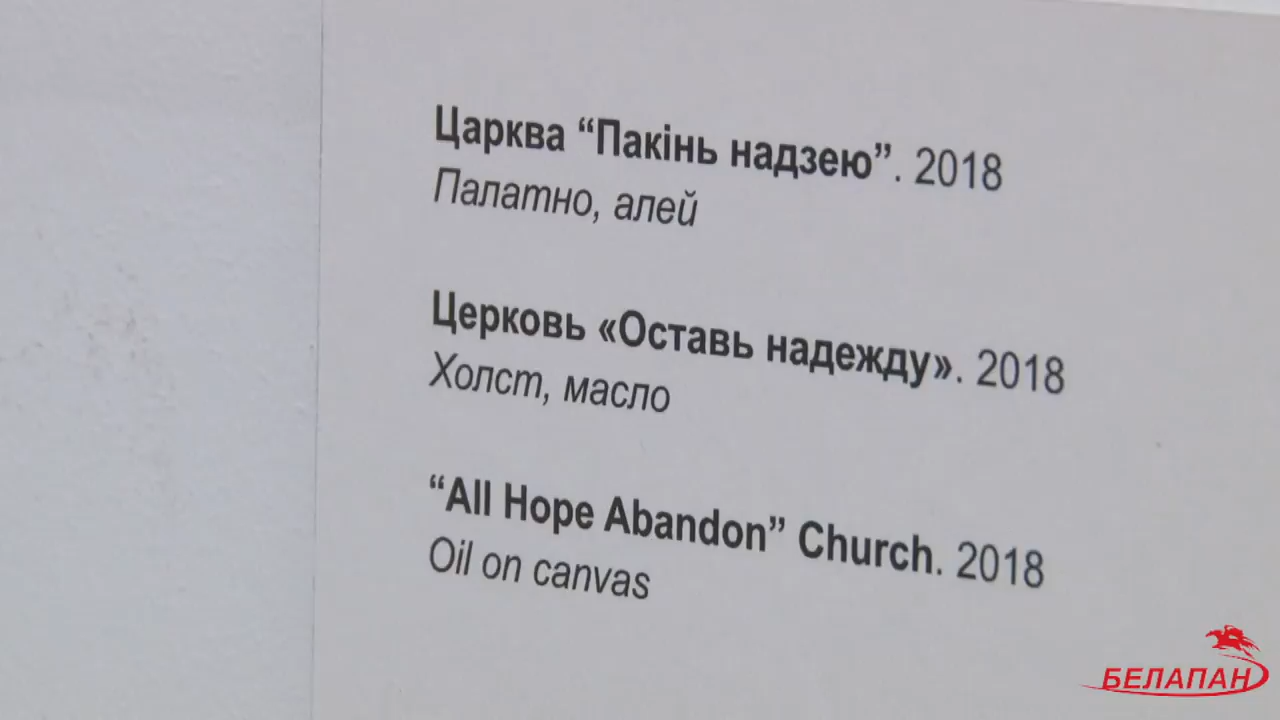 Царква “Пакінь надзею”. 2018
Палатно, алей
Церковь «Оставь надежду». 2018
Холст, масло
“All Hope Abandon” Church. 2018
Oil on canvas
БЕЛАПАН